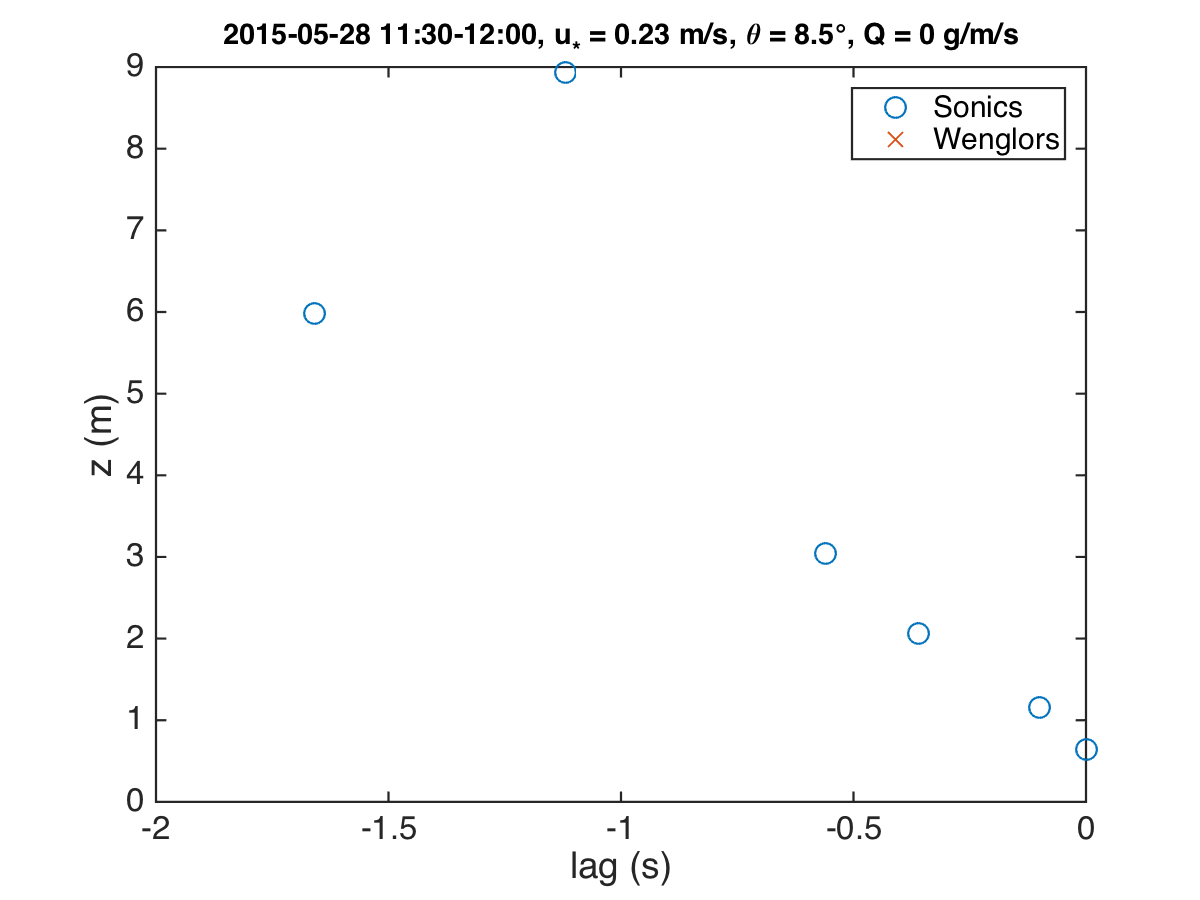 2015-05-28 11:30-12:00, u* = 0.23 m/s, θ = 8.5°, Q = 0 g/m/s
Sonics
Wenglors
9
8
7
6
5
4
3
2
1
0
z (m)
-2 -1.5 -1 -0.5 0
lag (s)